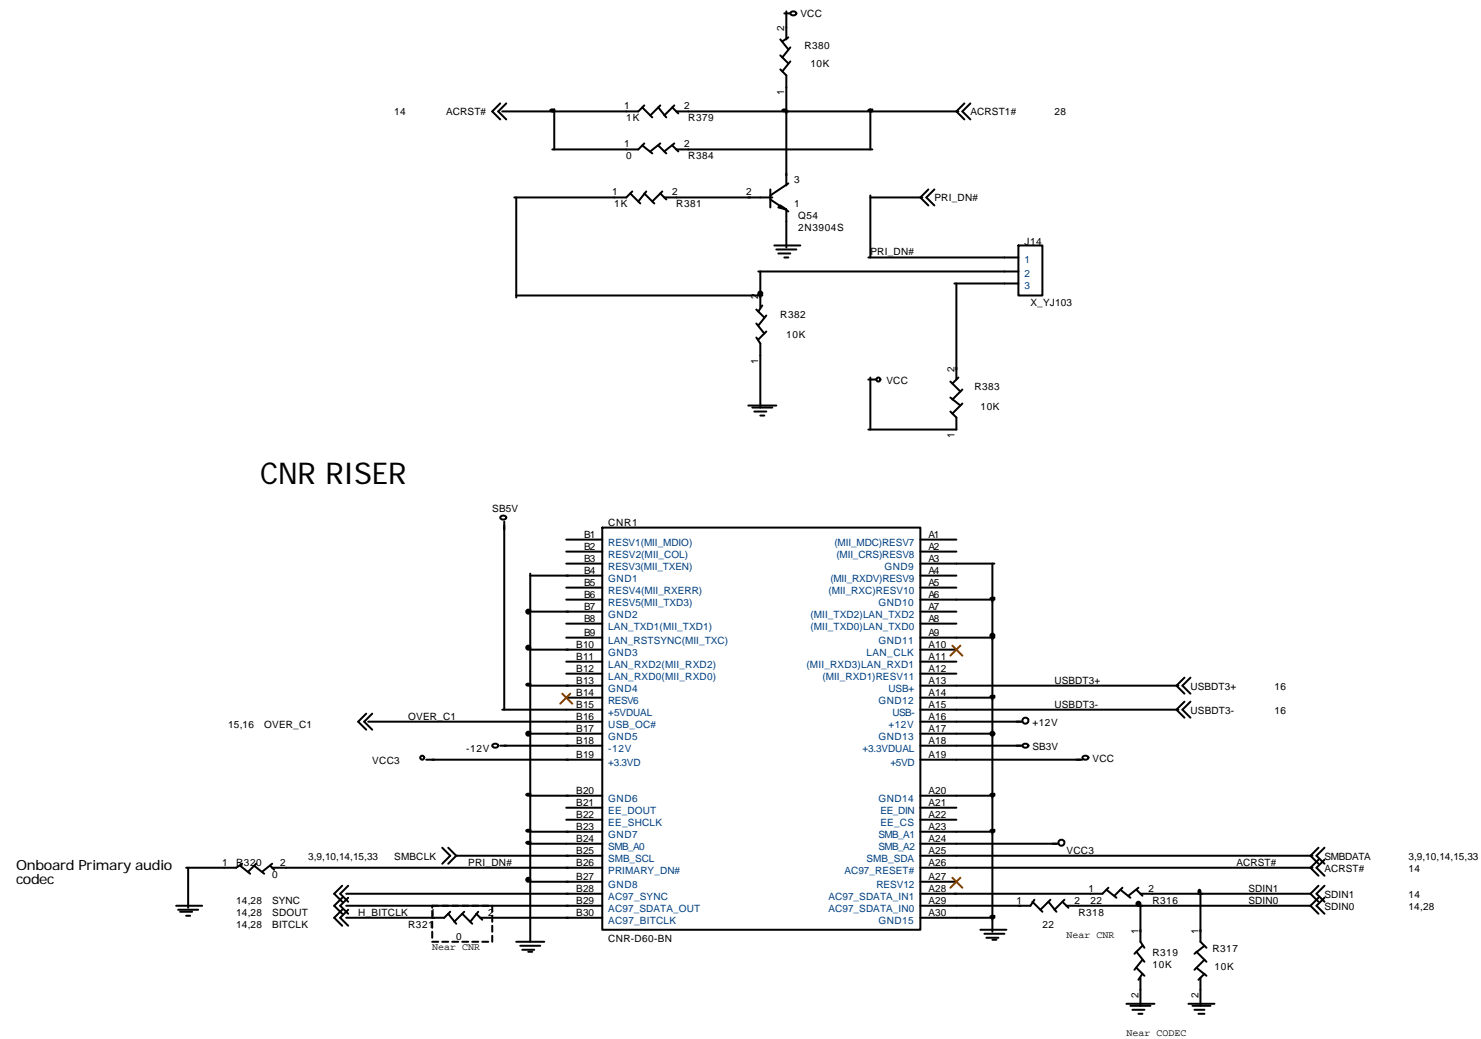 VCC
2
R380
10K
1
14 ACRST# 1 2 ACRST1# 28
1K R379
1 2
0 R384
3
1 2 2
1K R381
1
Q54
2N3904S
PRI_DN#
J14
PRI_DN#
1
2
3
X_YJ103
2
R382
10K
1
VCC
2
R383
10K
1
CNR RISER
SB5V
CNR1
B1 RESV1(MII_MDIO) (MII_MDC)RESV7 A1
B2 RESV2(MII_COL) (MII_CRS)RESV8 A2
B3 RESV3(MII_TXEN) GND9 A3
B4 GND1 (MII_RXDV)RESV9 A4
B5 RESV4(MII_RXERR) (MII_RXC)RESV10 A5
B6 RESV5(MII_TXD3) GND10 A6
B7 GND2 (MII_TXD2)LAN_TXD2 A7
B8 LAN_TXD1(MII_TXD1) (MII_TXD0)LAN_TXD0 A8
B9 LAN_RSTSYNC(MII_TXC) GND11 A9
B10 GND3 LAN_CLK A10
B11 LAN_RXD2(MII_RXD2) (MII_RXD3)LAN_RXD1 A11
B12 LAN_RXD0(MII_RXD0) (MII_RXD1)RESV11 A12
B13 GND4 USB+ A13 USBDT3+ USBDT3+ 16
B14 RESV6 GND12 A14
B15 +5VDUAL USB- A15 USBDT3- USBDT3- 16
15,16 OVER_C1 OVER_C1 B16 USB_OC# +12V A16 +12V
B17 GND5 GND13 A17
-12V B18 -12V +3.3VDUAL A18 SB3V
VCC3 B19 +3.3VD +5VD A19 VCC
B20 GND6 GND14 A20
B21 EE_DOUT EE_DIN A21
B22 EE_SHCLK EE_CS A22
B23 GND7 SMB_A1 A23
B24 SMB_A0 SMB_A2 A24 VCC3
3,9,10,14,15,33 SMBCLK B25 SMB_SCL SMB_SDA A25 SMBDATA 3,9,10,14,15,33
Onboard Primary audio
codec
1 R320 2 PRI_DN# B26 PRIMARY_DN# AC97_RESET# A26 ACRST# ACRST# 14
0
B27 GND8 RESV12 A27
14,28 SYNC B28 AC97_SYNC AC97_SDATA_IN1 A28 1 2 SDIN1 SDIN1 14
22 R316
14,28 SDOUT B29 AC97_SDATA_OUT AC97_SDATA_IN0 A29 1 2 SDIN0 SDIN0 14,28
R318
22
14,28 BITCLK H_BITCLK R321 2 B30 AC97_BITCLK GND15 A30
0
Near CNR
CNR-D60-BN
Near CNR
1
R319
10K
2
1
R317
10K
2
Near CODEC